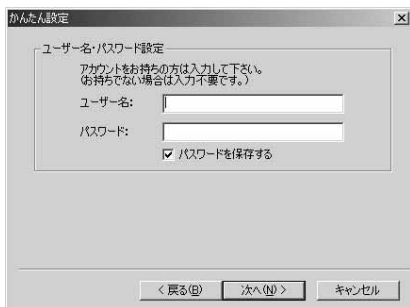 かんたん設定
ユーザー名・パスワード設定
アカウントをお持ちの方は入力して下さい。
(お持ちでない場合は入力不要です。)
ユーザー名:
パスワード:
パスワードを保存する
< 戻る(B)
次へ(N) >
キャンセル